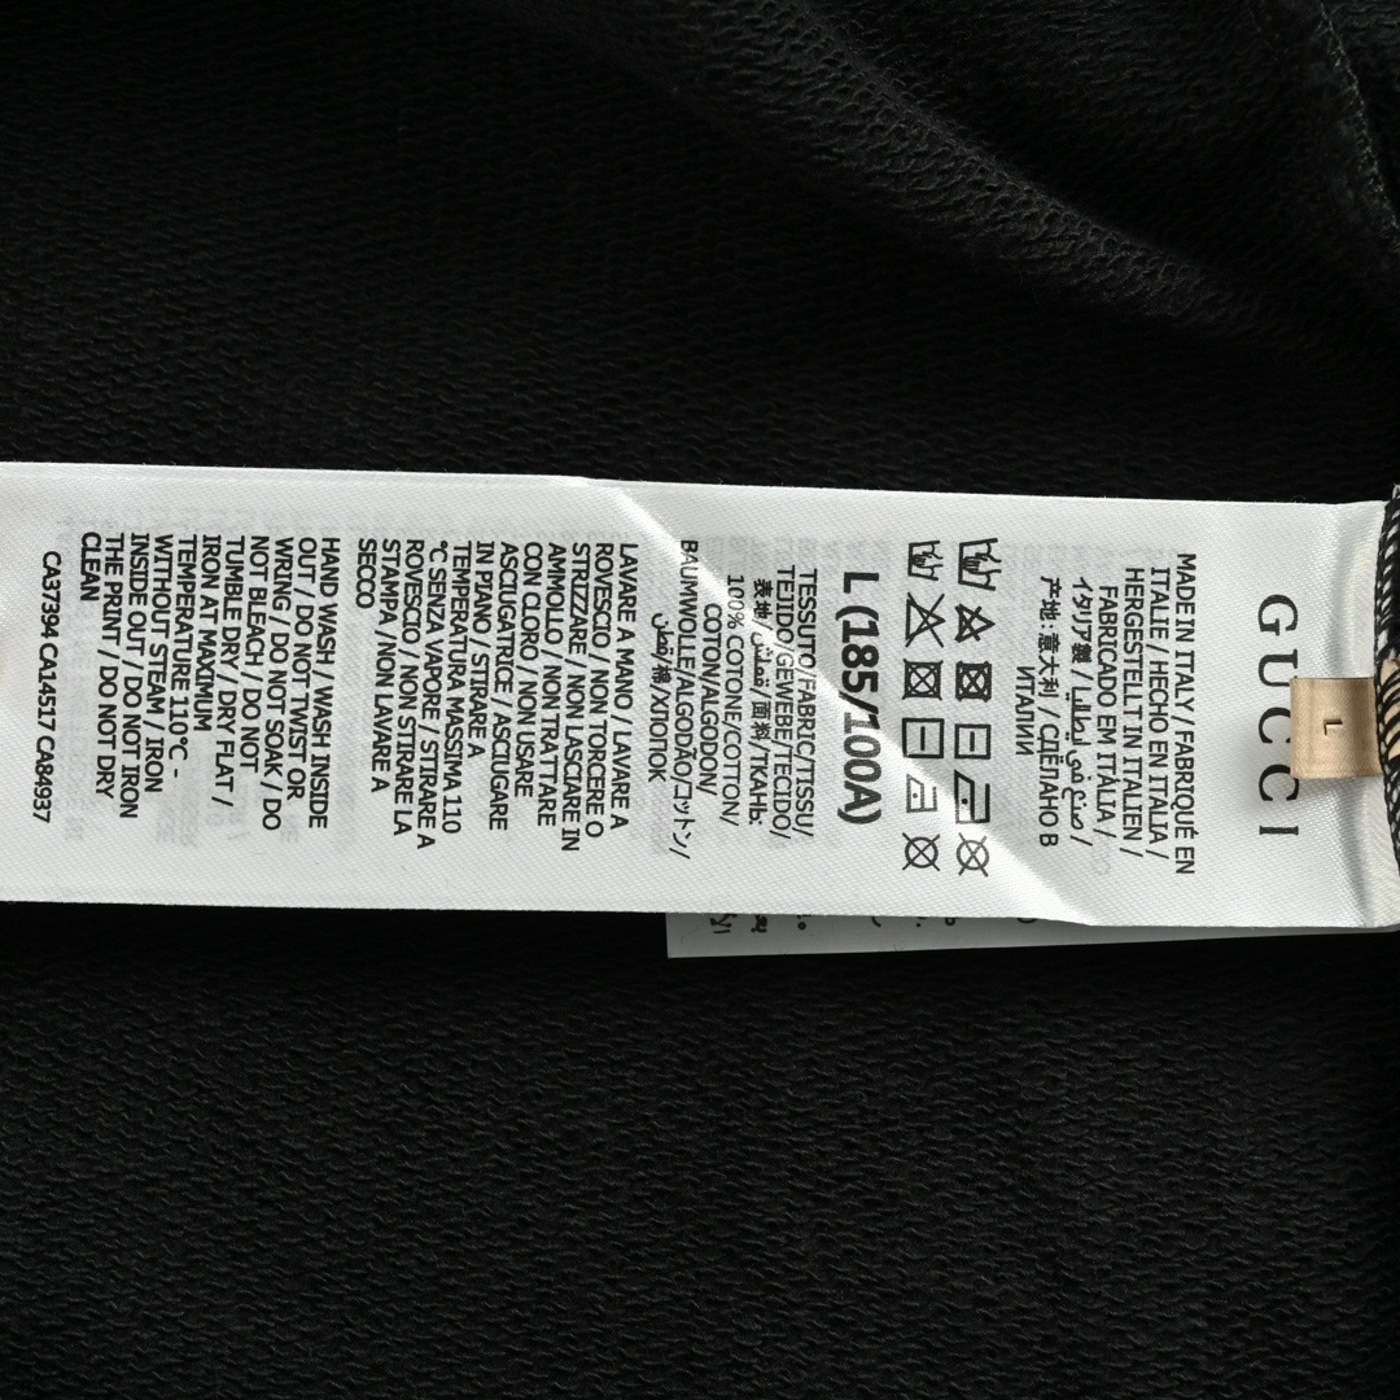 GUCCI
L
MADE IN ITALY / FABRIQUÉ EN
ITALIE / HECHO EN ITALIA /
HERGESTELLT IN ITALIEN /
FABRICADO EM ITÁLIA /
イタリア製 / صنع في إيطاليا /
产地:意大利 / СДЕЛАНО В
ИТАЛИИ
L (185/100A)
TESSUTO/FABRIC/TISSU/
TEJIDO/GEWEBE/TECIDO/
表地/قماش/面料/ТКАНЬ:
100% COTONE/COTTON/
COTON/ALGODON/
BAUMWOLLE/ALGODÃO/コットン/
قطن/棉/ХЛОПОК
LAVARE A MANO / LAVARE A
ROVESCIO / NON TORCERE O
STRIZZARE / NON LASCIARE IN
AMMOLLO / NON TRATTARE
CON CLORO / NON USARE
ASCIUGATRICE / ASCIUGARE
IN PIANO / STIRARE A
TEMPERATURA MASSIMA 110
°C SENZA VAPORE / STIRARE A
ROVESCIO / NON STIRARE LA
STAMPA /NON LAVARE A
SECCO
HAND WASH / WASH INSIDE
OUT / DO NOT TWIST OR
WRING / DO NOT SOAK / DO
NOT BLEACH / DO NOT
TUMBLE DRY / DRY FLAT /
IRON AT MAXIMUM
TEMPERATURE 110°C -
WITHOUT STEAM / IRON
INSIDE OUT / DO NOT IRON
THE PRINT / DO NOT DRY
CLEAN
CA37394 CA14517 CA84937